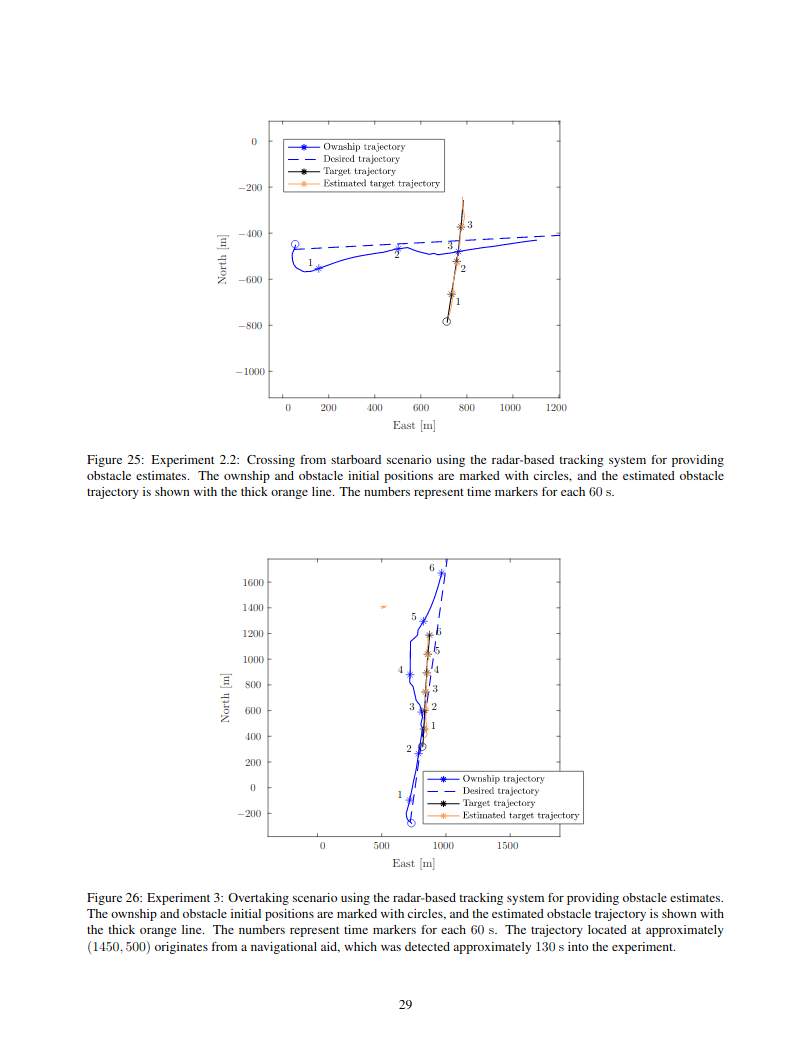 0
−200
−400
−600
−800
−1000
North [m]
0 200 400 600 800 1000 1200
East [m]
Ownship trajectory
Desired trajectory
Target trajectory
Estimated target trajectory
1
2
3
3
2
1
Figure 25: Experiment 2.2: Crossing from starboard scenario using the radar-based tracking system for providing
obstacle estimates. The ownship and obstacle initial positions are marked with circles, and the estimated obstacle
trajectory is shown with the thick orange line. The numbers represent time markers for each 60 s.
1600
1400
1200
1000
800
600
400
200
0
−200
North [m]
0 500 1000 1500
East [m]
6
5
6
5
4
4
3
3
2
1
2
1
Ownship trajectory
Desired trajectory
Target trajectory
Estimated target trajectory
Figure 26: Experiment 3: Overtaking scenario using the radar-based tracking system for providing obstacle estimates.
The ownship and obstacle initial positions are marked with circles, and the estimated obstacle trajectory is shown with
the thick orange line. The numbers represent time markers for each 60 s. The trajectory located at approximately
(1450, 500) originates from a navigational aid, which was detected approximately 130 s into the experiment.
29